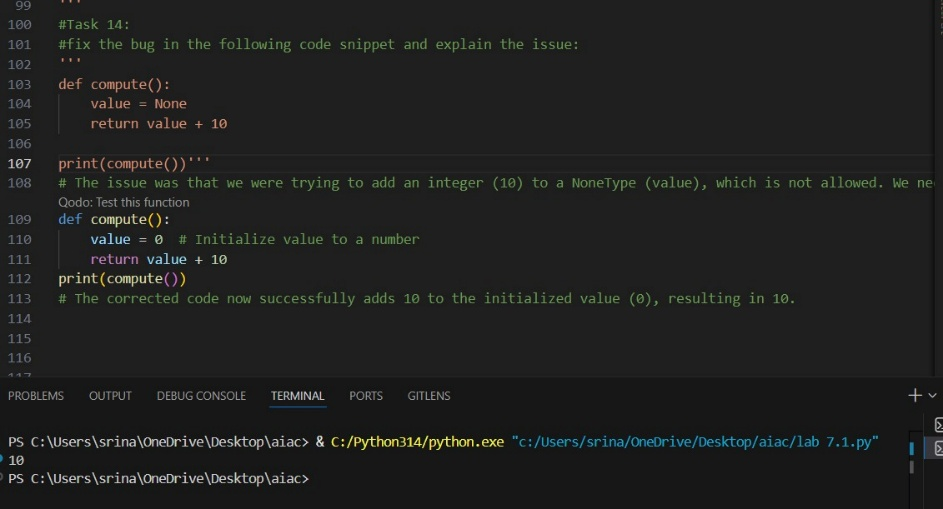 99 '''
100 #Task 14:
101 #fix the bug in the following code snippet and explain the issue:
102 '''
103 def compute():
104     value = None
105     return value + 10
106
107 print(compute())'''
108 # The issue was that we were trying to add an integer (10) to a NoneType (value), which is not allowed. We ne
Qodo: Test this function
109 def compute():
110     value = 0  # Initialize value to a number
111     return value + 10
112 print(compute())
113 # The corrected code now successfully adds 10 to the initialized value (0), resulting in 10.
114
115
116
117
PROBLEMS OUTPUT DEBUG CONSOLE TERMINAL PORTS GITLENS
PS C:\Users\srina\OneDrive\Desktop\aiac> & C:/Python314/python.exe "c:/Users/srina/OneDrive/Desktop/aiac/lab 7.1.py"
10
PS C:\Users\srina\OneDrive\Desktop\aiac>